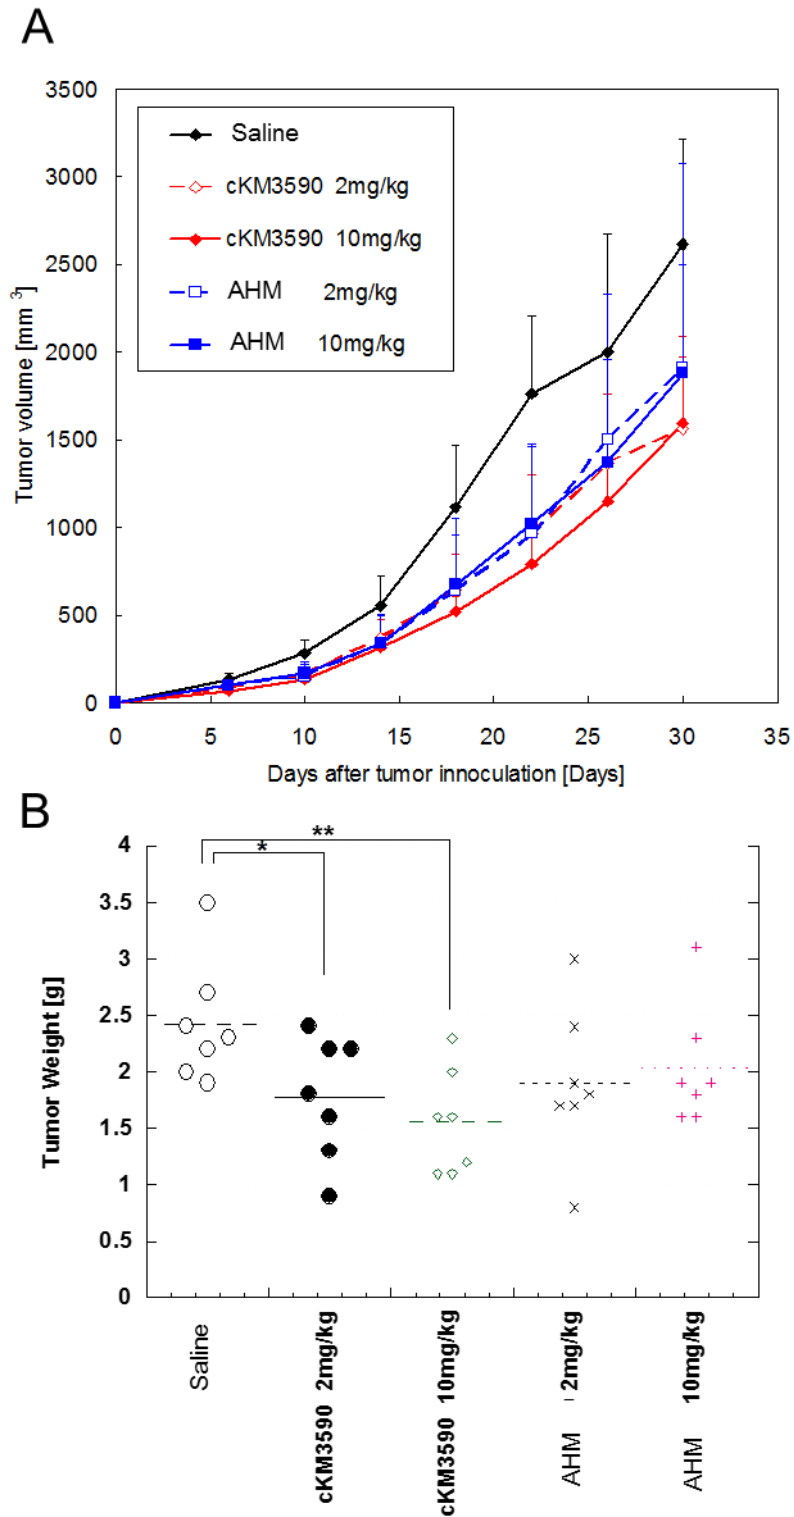 A
3500
3000
2500
2000
1500
1000
500
0
Tumor volume [mm 3]
Saline
cKM3590 2mg/kg
cKM3590 10mg/kg
AHM 2mg/kg
AHM 10mg/kg
0 5 10 15 20 25 30 35
Days after tumor innoculation [Days]
B
4
3.5
3
2.5
2
1.5
1
0.5
0
Tumor Weight [g]
**
*
Saline
cKM3590 2mg/kg
cKM3590 10mg/kg
AHM 2mg/kg
AHM 10mg/kg